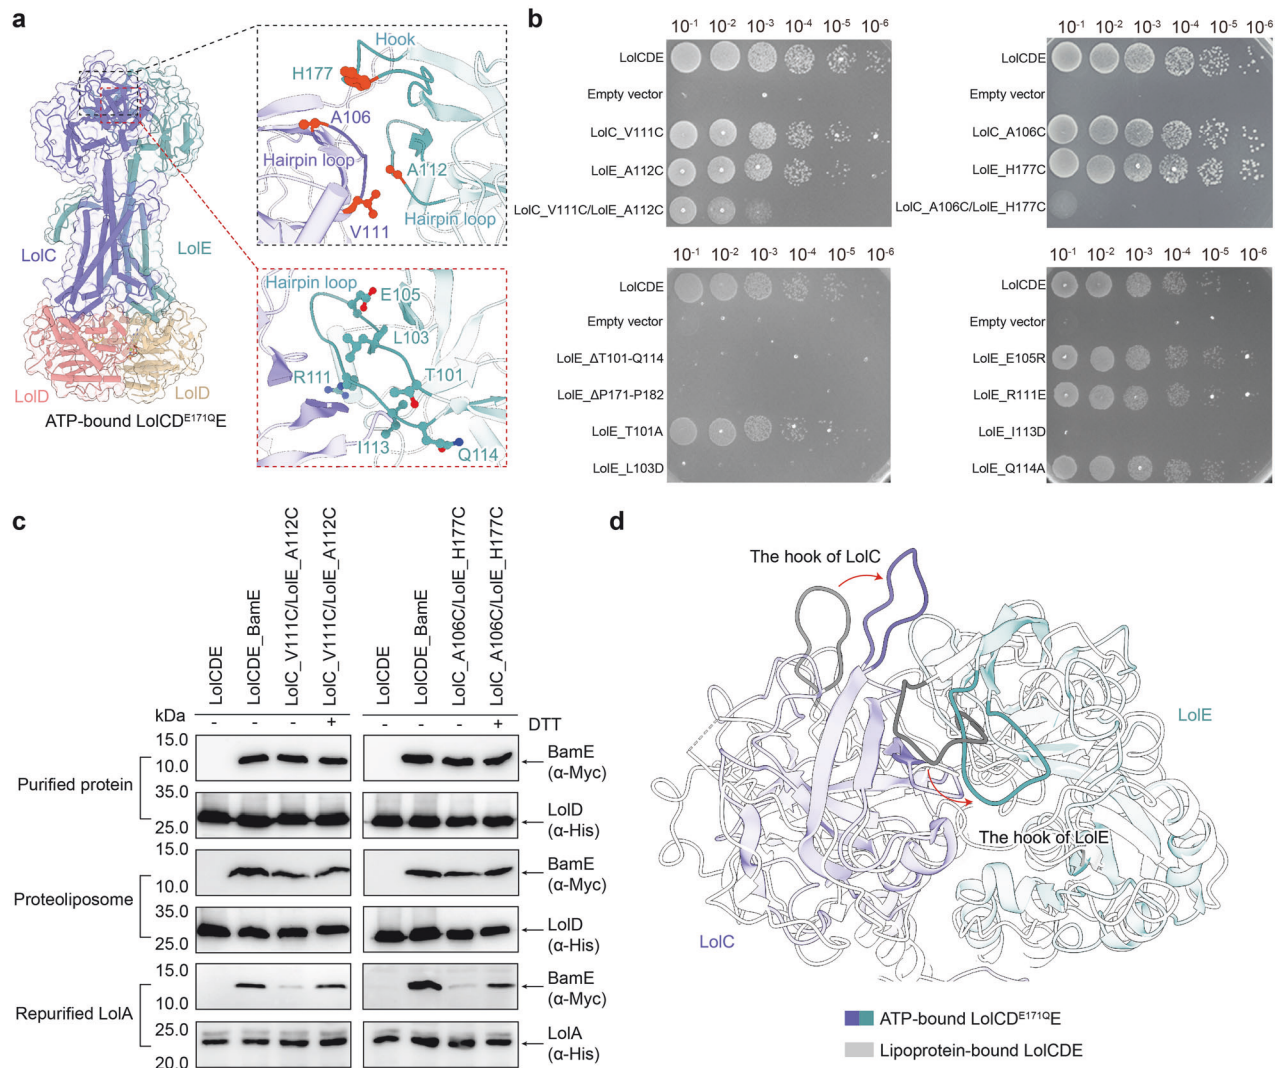 a
Hook
H177
A106
Hairpin loop
A112
Hairpin loop
V111
LolC
LolE
LolD
LolD
ATP-bound LolCD^E171Q E
Hairpin loop
E105
L103
R111
T101
I113
Q114
b
10⁻¹ 10⁻² 10⁻³ 10⁻⁴ 10⁻⁵ 10⁻⁶
LolCDE
Empty vector
LolC_V111C
LolE_A112C
LolC_V111C/LolE_A112C
10⁻¹ 10⁻² 10⁻³ 10⁻⁴ 10⁻⁵ 10⁻⁶
LolCDE
Empty vector
LolC_A106C
LolE_H177C
LolC_A106C/LolE_H177C
10⁻¹ 10⁻² 10⁻³ 10⁻⁴ 10⁻⁵ 10⁻⁶
LolCDE
Empty vector
LolE_ΔT101-Q114
LolE_ΔP171-P182
LolE_T101A
LolE_L103D
10⁻¹ 10⁻² 10⁻³ 10⁻⁴ 10⁻⁵ 10⁻⁶
LolCDE
Empty vector
LolE_E105R
LolE_R111E
LolE_I113D
LolE_Q114A
c
LolCDE
LolCDE_BamE
LolC_V111C/LolE_A112C
LolC_V111C/LolE_A112C
LolCDE
LolCDE_BamE
LolC_A106C/LolE_H177C
LolC_A106C/LolE_H177C
kDa - - - + - - - + DTT
Purified protein
15.0
10.0
BamE
(α-Myc)
35.0
25.0
LolD
(α-His)
Proteoliposome
15.0
10.0
BamE
(α-Myc)
35.0
25.0
LolD
(α-His)
Repurified LolA
15.0
10.0
BamE
(α-Myc)
25.0
20.0
LolA
(α-His)
d
The hook of LolC
LolE
The hook of LolE
LolC
ATP-bound LolCD^E171Q E
Lipoprotein-bound LolCDE